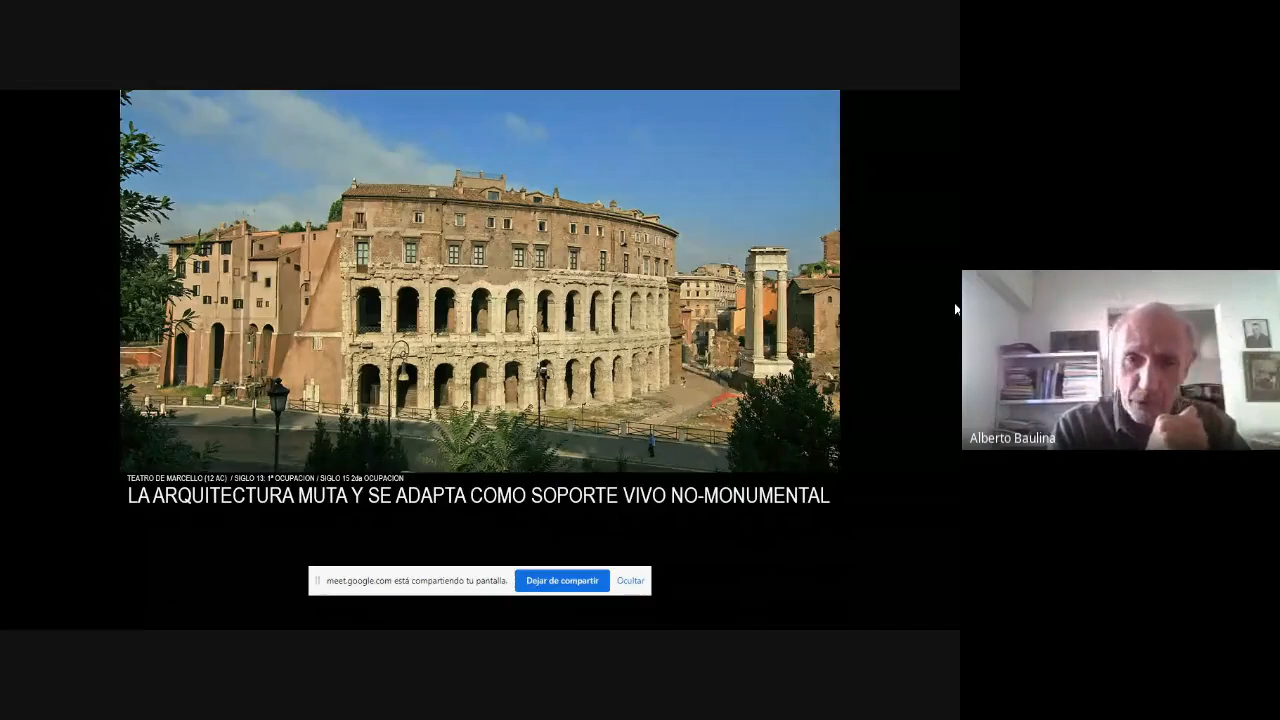 TEATRO DE MARCELLO (12 AC) / SIGLO 13: 1ª OCUPACION / SIGLO 15 2da OCUPACION
LA ARQUITECTURA MUTA Y SE ADAPTA COMO SOPORTE VIVO NO-MONUMENTAL
meet.google.com está compartiendo tu pantalla.
Dejar de compartir
Ocultar
Alberto Baulina